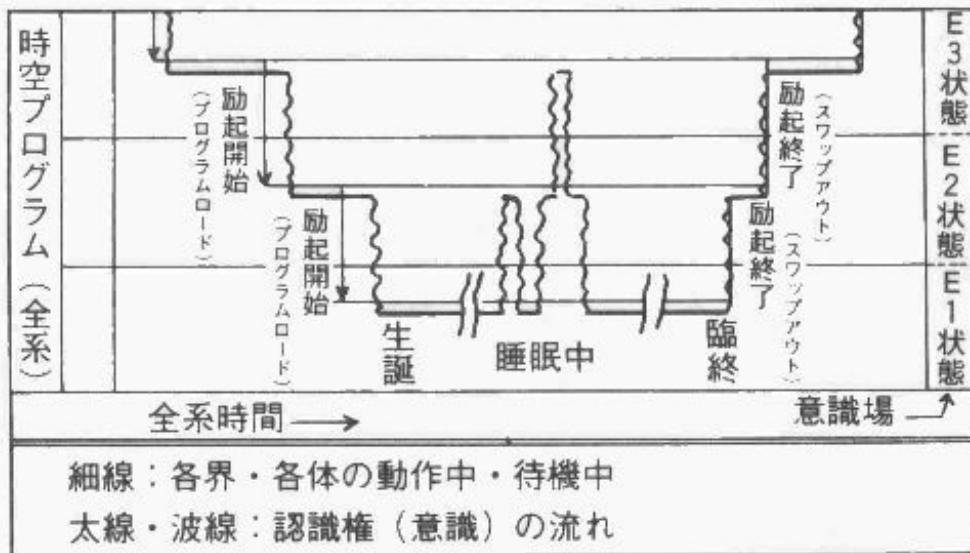 時空プログラム（全系）
励起開始
（プログラムロード）
励起開始
（プログラムロード）
励起終了
（スワップアウト）
励起終了
（スワップアウト）
E3状態
E2状態
E1状態
生誕
睡眠中
臨終
全系時間
意識場
細線：各界・各体の動作中・待機中
太線・波線：認識権（意識）の流れ